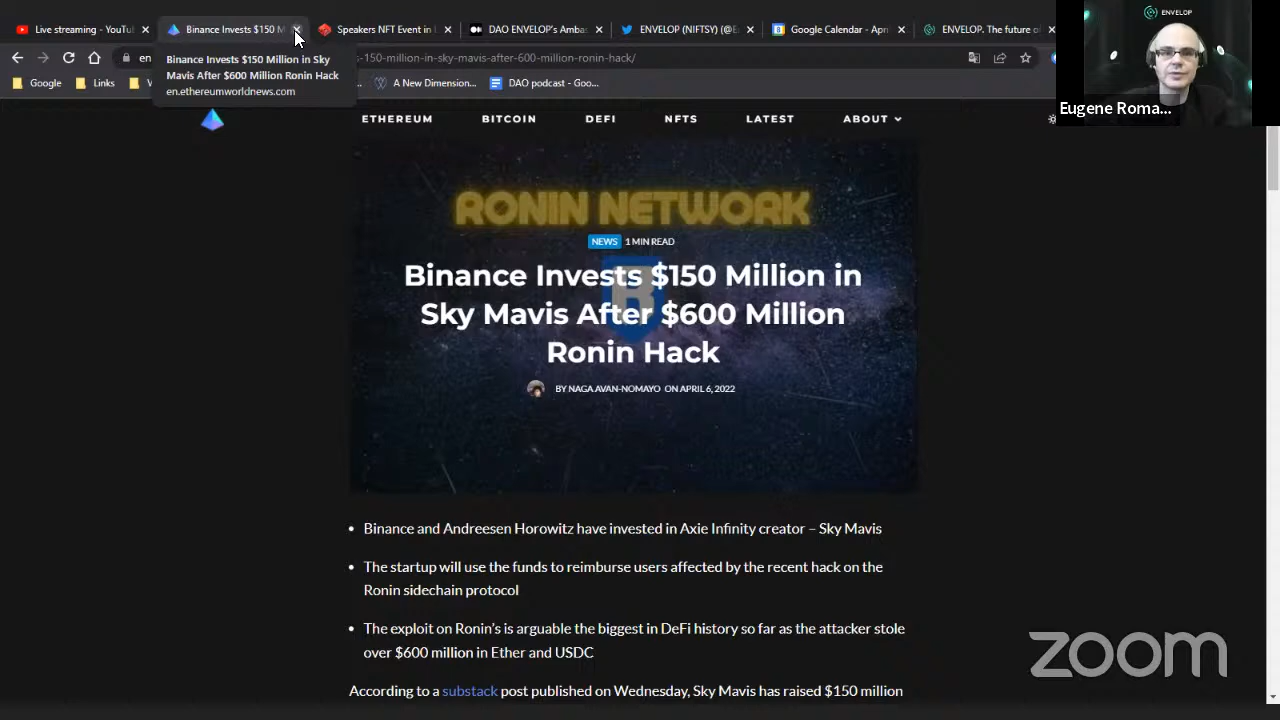 Live streaming - YouTu
Binance Invests $150 M
Speakers NFT Event in
DAO ENVELOP's Amba
ENVELOP (NIFTSY) (@E
Google Calendar - Apri
ENVELOP. The future o
en
s-150-million-in-sky-mavis-after-600-million-ronin-hack/
Binance Invests $150 Million in Sky
Mavis After $600 Million Ronin Hack
en.ethereumworldnews.com
Google
Links
A New Dimension...
DAO podcast - Goo...
ENVELOP
Eugene Roma...
ETHEREUM
BITCOIN
DEFI
NFTS
LATEST
ABOUT
RONIN NETWORK
NEWS 1 MIN READ
Binance Invests $150 Million in
Sky Mavis After $600 Million
Ronin Hack
BY NAGA AVAN-NOMAYO ON APRIL 6, 2022
• Binance and Andreesen Horowitz have invested in Axie Infinity creator – Sky Mavis
• The startup will use the funds to reimburse users affected by the recent hack on the
Ronin sidechain protocol
• The exploit on Ronin's is arguable the biggest in DeFi history so far as the attacker stole
over $600 million in Ether and USDC
According to a substack post published on Wednesday, Sky Mavis has raised $150 million
zoom